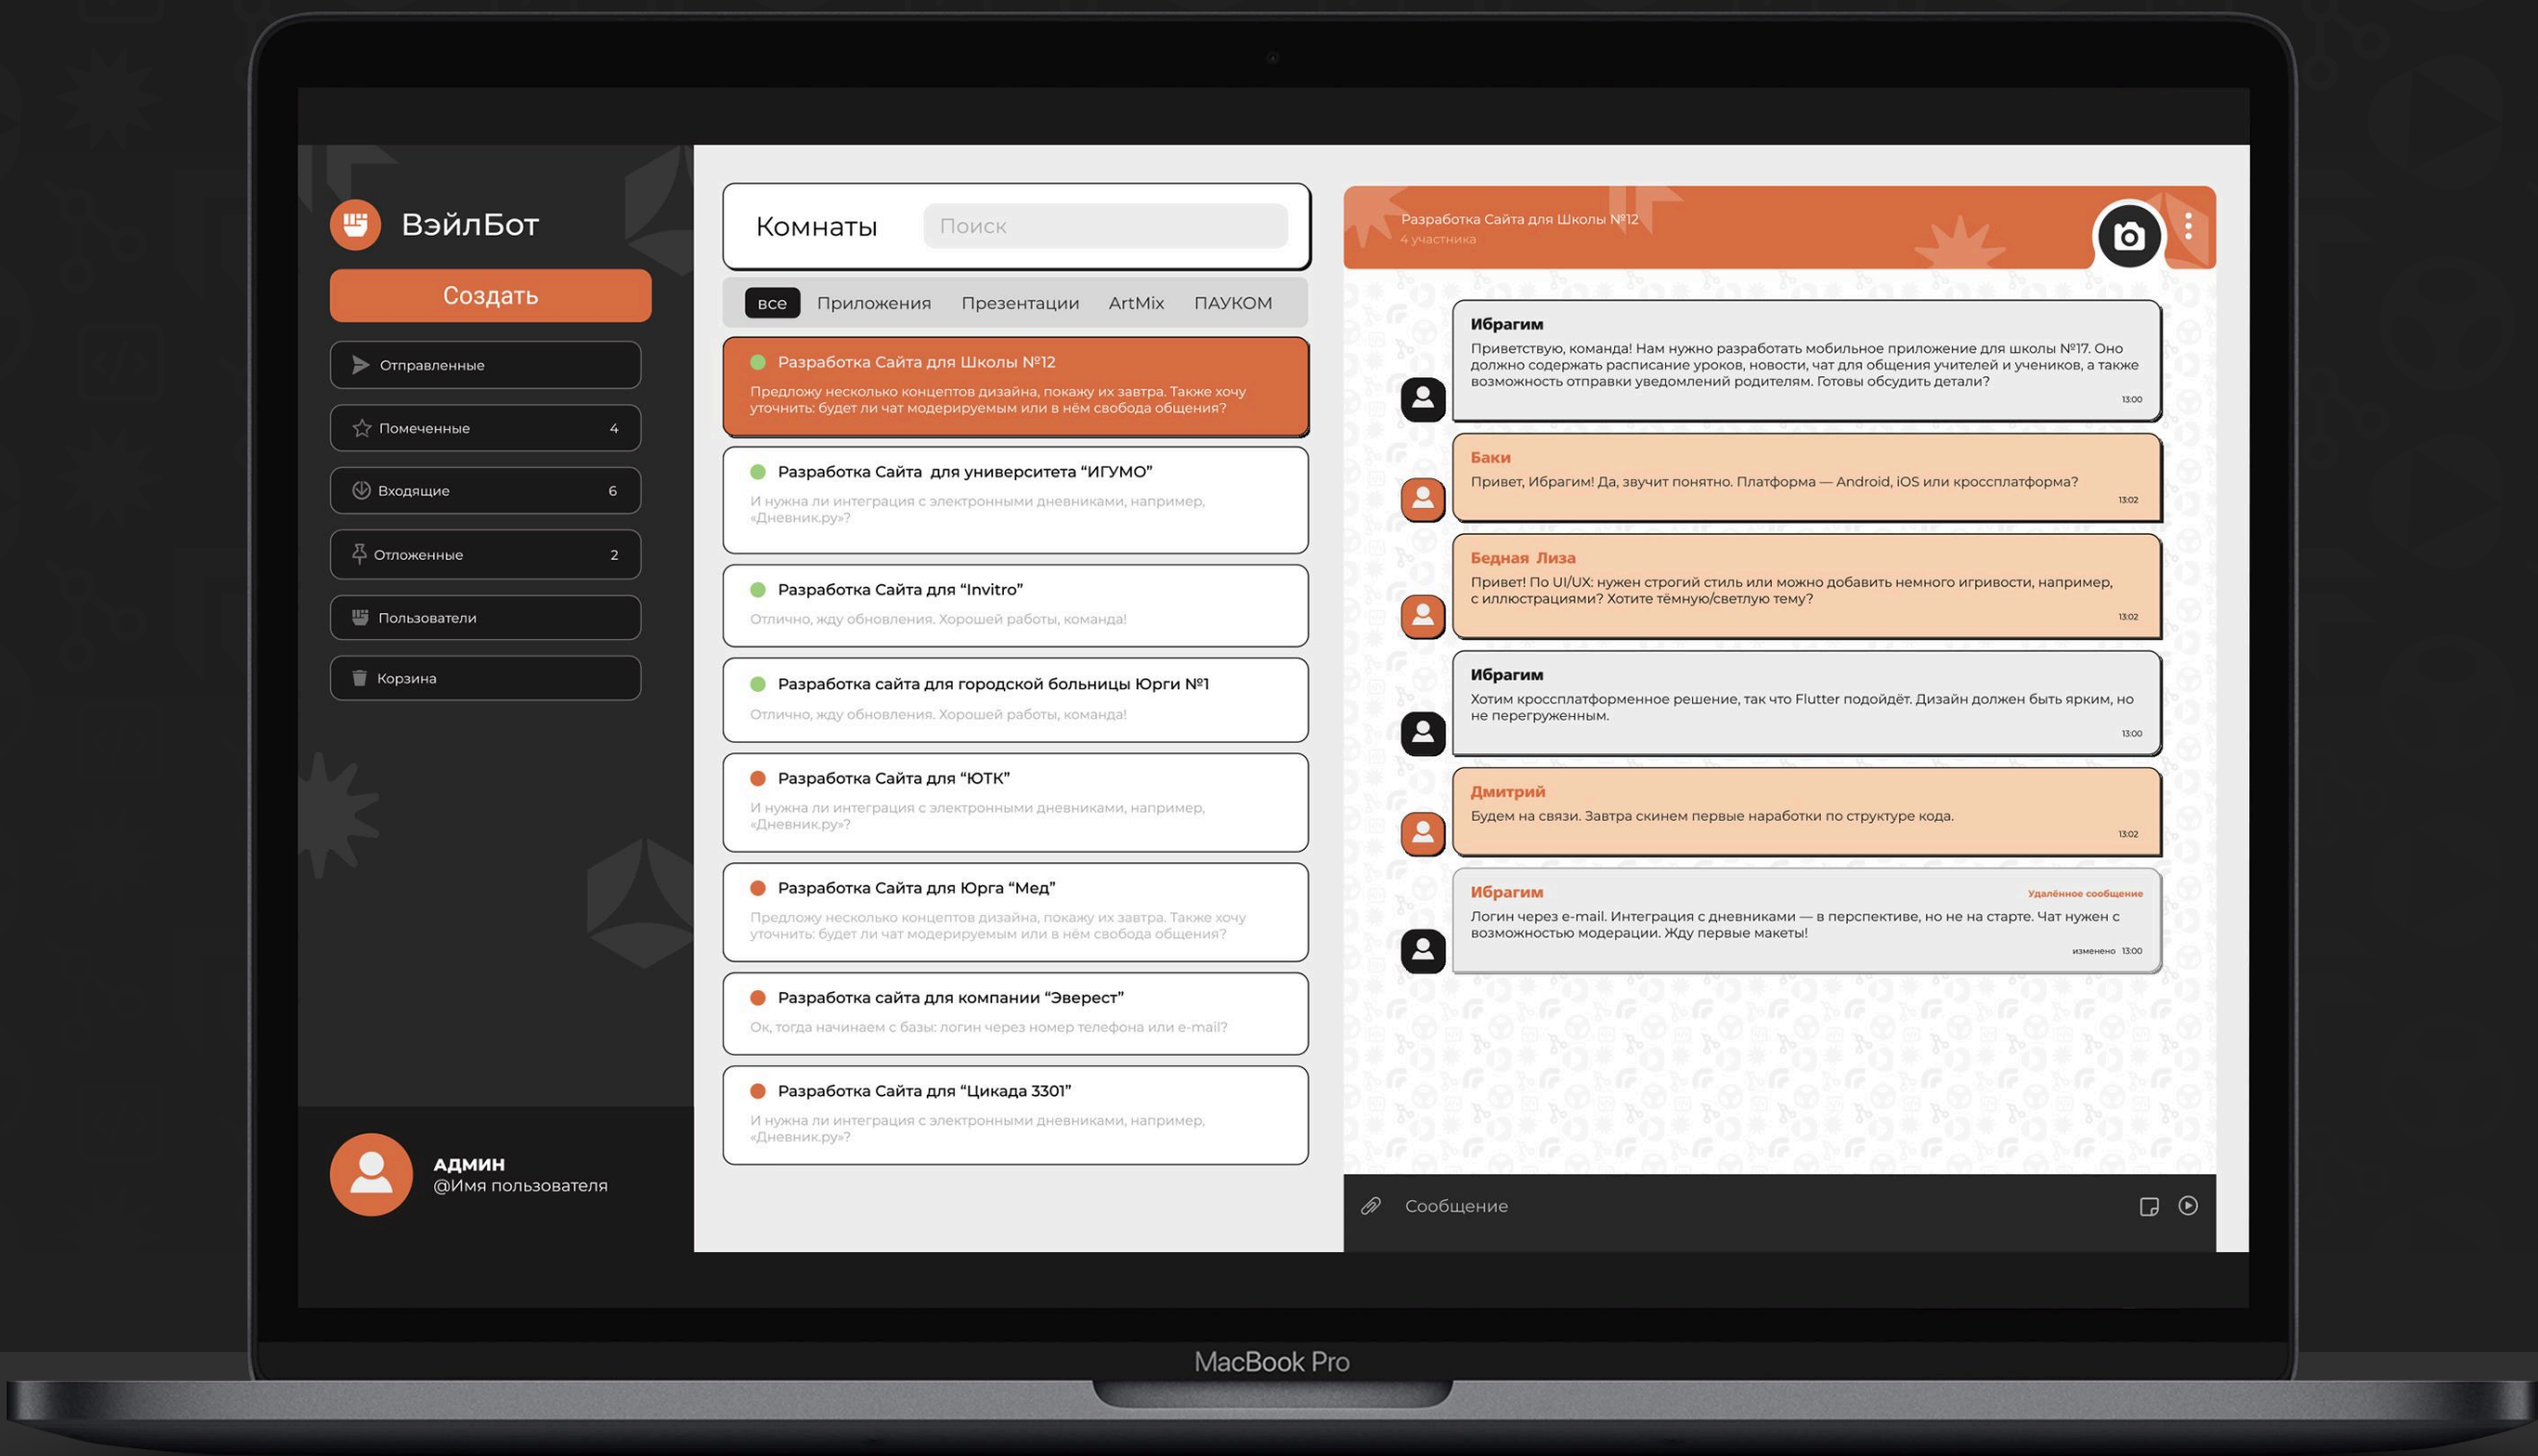 ВэйлБот
Создать
Отправленные
Помеченные 4
Входящие 6
Отложенные 2
Пользователи
Корзина
АДМИН
@Имя пользователя
Комнаты
Поиск
все Приложения Презентации ArtMix ПАУКОМ
Разработка Сайта для Школы №12
Предложу несколько концептов дизайна, покажу их завтра. Также хочу
уточнить: будет ли чат модерируемым или в нём свобода общения?
Разработка Сайта для университета “ИГУМО”
И нужна ли интеграция с электронными дневниками, например,
«Дневник.ру»?
Разработка Сайта для “Invitro”
Отлично, жду обновления. Хорошей работы, команда!
Разработка сайта для городской больницы Юрги №1
Отлично, жду обновления. Хорошей работы, команда!
Разработка Сайта для “ЮТК”
И нужна ли интеграция с электронными дневниками, например,
«Дневник.ру»?
Разработка Сайта для Юрга “Мед”
Предложу несколько концептов дизайна, покажу их завтра. Также хочу
уточнить: будет ли чат модерируемым или в нём свобода общения?
Разработка сайта для компании “Эверест”
Ок, тогда начинаем с базы: логин через номер телефона или e-mail?
Разработка Сайта для “Цикада 3301”
И нужна ли интеграция с электронными дневниками, например,
«Дневник.ру»?
Разработка Сайта для Школы №12
4 участника
Ибрагим
Приветствую, команда! Нам нужно разработать мобильное приложение для школы №17. Оно
должно содержать расписание уроков, новости, чат для общения учителей и учеников, а также
возможность отправки уведомлений родителям. Готовы обсудить детали?
13:00
Баки
Привет, Ибрагим! Да, звучит понятно. Платформа — Android, iOS или кроссплатформа?
13:02
Бедная Лиза
Привет! По UI/UX: нужен строгий стиль или можно добавить немного игривости, например,
с иллюстрациями? Хотите тёмную/светлую тему?
13:02
Ибрагим
Хотим кроссплатформенное решение, так что Flutter подойдёт. Дизайн должен быть ярким, но
не перегруженным.
13:00
Дмитрий
Будем на связи. Завтра скинем первые наработки по структуре кода.
13:02
Ибрагим Удалённое сообщение
Логин через e-mail. Интеграция с дневниками — в перспективе, но не на старте. Чат нужен с
возможностью модерации. Жду первые макеты!
изменено 13:00
Сообщение
MacBook Pro